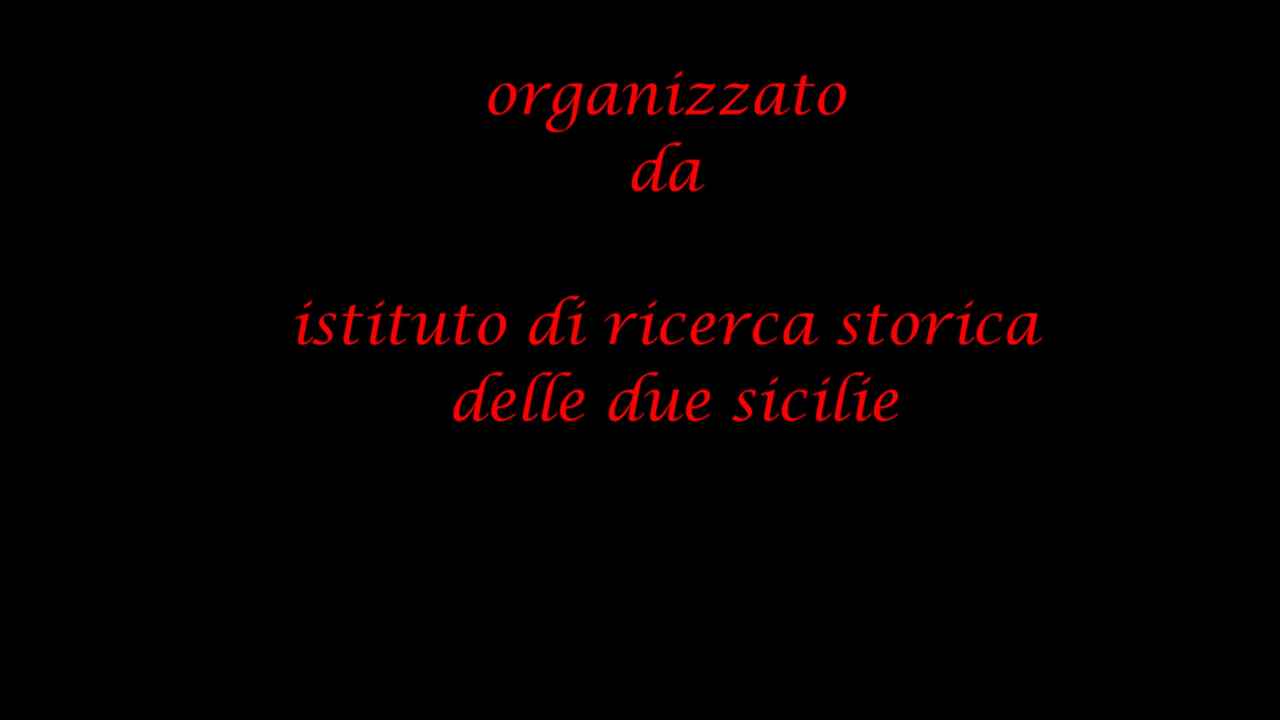 organizzato
da
istituto di ricerca storica
delle due sicilie